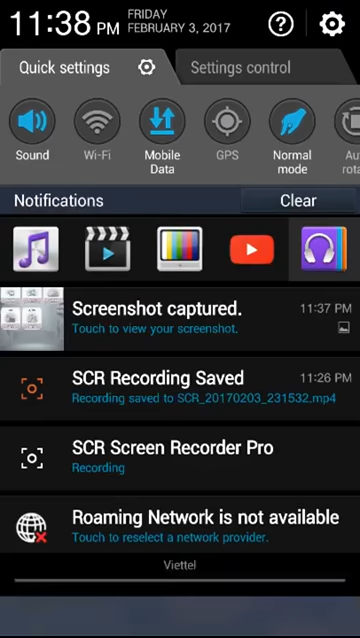 11:38 PM
FRIDAY
FEBRUARY 3, 2017
Quick settings
Settings control
Sound
Wi-Fi
Mobile
Data
GPS
Normal
mode
Notifications
Clear
Screenshot captured.
11:37 PM
Touch to view your screenshot.
SCR Recording Saved
11:26 PM
Recording saved to SCR_20170203_231532.mp4
SCR Screen Recorder Pro
Recording
Roaming Network is not available
Touch to reselect a network provider.
Viettel